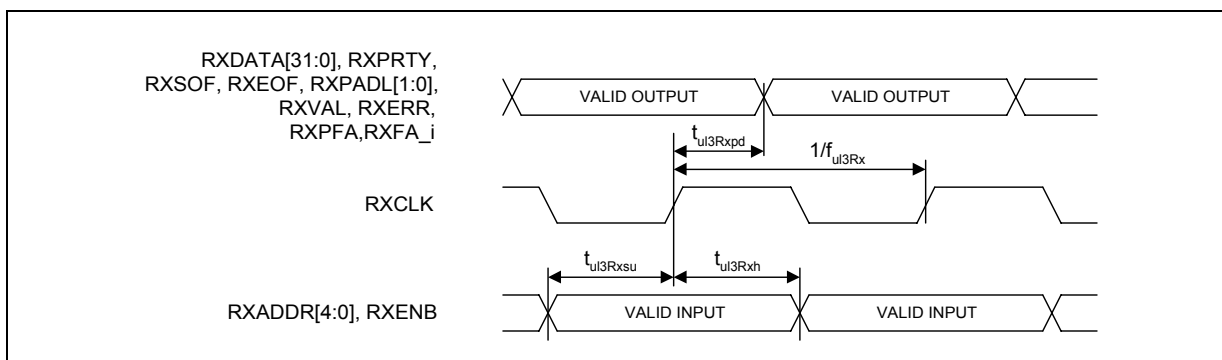 RXDATA[31:0], RXPRTY,
RXSOF, RXEOF, RXPADL[1:0],
RXVAL, RXERR,
RXPFA,RXFA_i
VALID OUTPUT
VALID OUTPUT
tul3Rxpd
1/ful3Rx
RXCLK
tul3Rxsu
tul3Rxh
RXADDR[4:0], RXENB
VALID INPUT
VALID INPUT